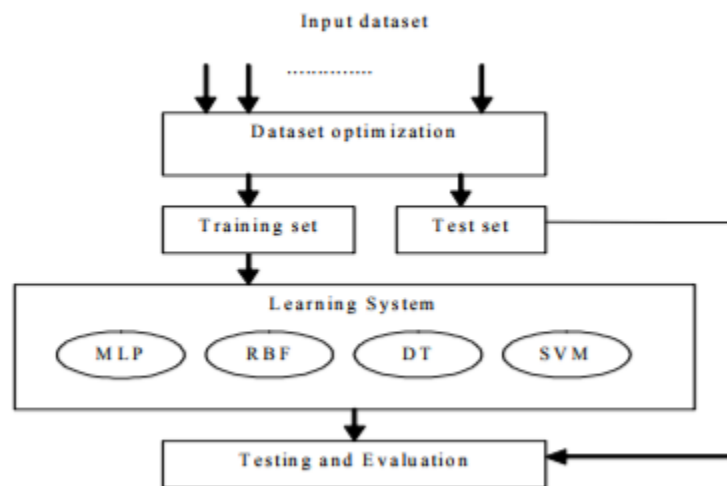 Input dataset
..............
Dataset optimization
Training set
Test set
Learning System
MLP
RBF
DT
SVM
Testing and Evaluation